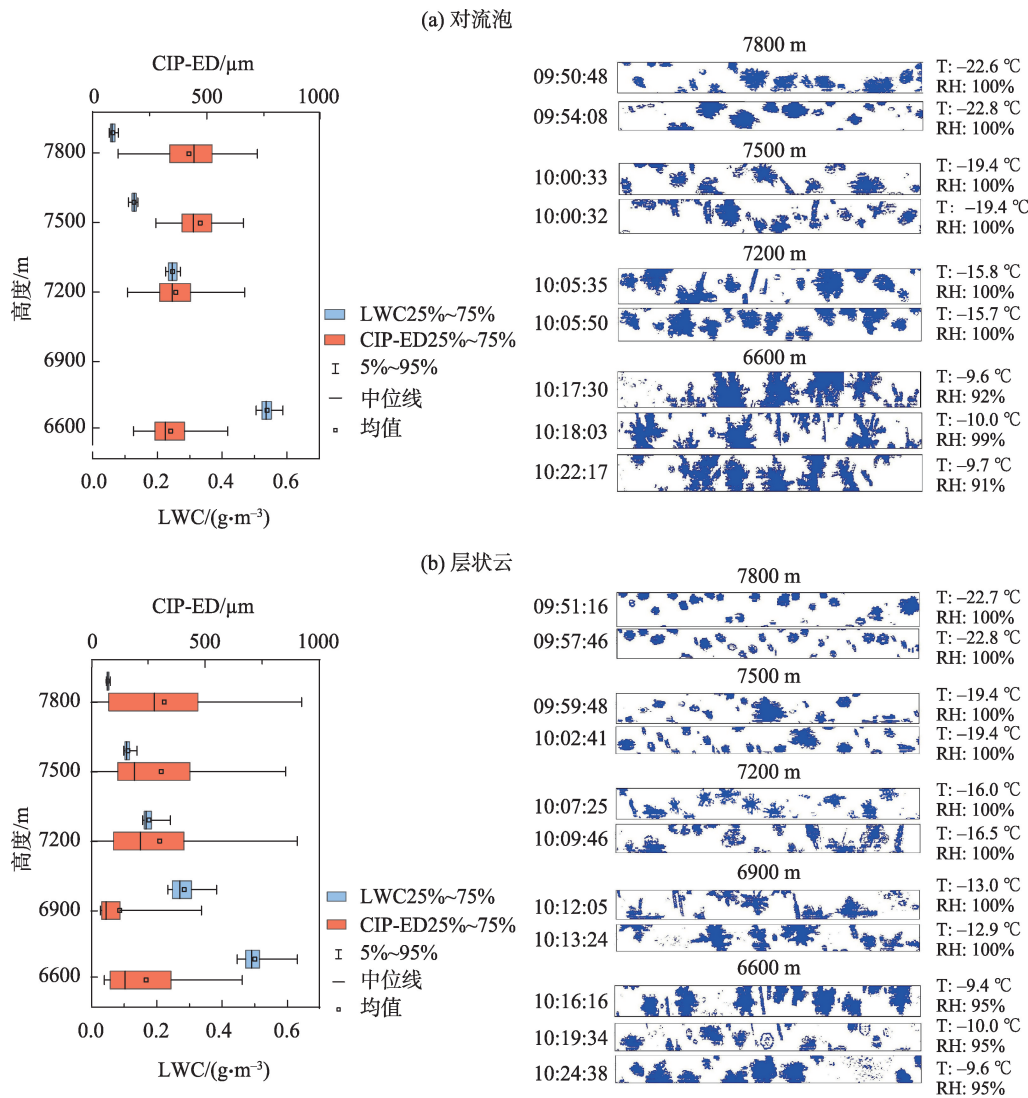 (a) 对流泡
CIP-ED/μm
0 500 1000
7800
7500
7200
6900
6600
高度/m
0.0 0.2 0.4 0.6
LWC/(g·m⁻³)
LWC25%~75%
CIP-ED25%~75%
5%~95%
中位线
均值
7800 m
09:50:48 T: −22.6 ℃
RH: 100%
09:54:08 T: −22.8 ℃
RH: 100%
7500 m
10:00:33 T: −19.4 ℃
RH: 100%
10:00:32 T: −19.4 ℃
RH: 100%
7200 m
10:05:35 T: −15.8 ℃
RH: 100%
10:05:50 T: −15.7 ℃
RH: 100%
6600 m
10:17:30 T: −9.6 ℃
RH: 92%
10:18:03 T: −10.0 ℃
RH: 99%
10:22:17 T: −9.7 ℃
RH: 91%
(b) 层状云
CIP-ED/μm
0 500 1000
7800
7500
7200
6900
6600
高度/m
0.0 0.2 0.4 0.6
LWC/(g·m⁻³)
LWC25%~75%
CIP-ED25%~75%
5%~95%
中位线
均值
7800 m
09:51:16 T: −22.7 ℃
RH: 100%
09:57:46 T: −22.8 ℃
RH: 100%
7500 m
09:59:48 T: −19.4 ℃
RH: 100%
10:02:41 T: −19.4 ℃
RH: 100%
7200 m
10:07:25 T: −16.0 ℃
RH: 100%
10:09:46 T: −16.5 ℃
RH: 100%
6900 m
10:12:05 T: −13.0 ℃
RH: 100%
10:13:24 T: −12.9 ℃
RH: 100%
6600 m
10:16:16 T: −9.4 ℃
RH: 95%
10:19:34 T: −10.0 ℃
RH: 95%
10:24:38 T: −9.6 ℃
RH: 95%